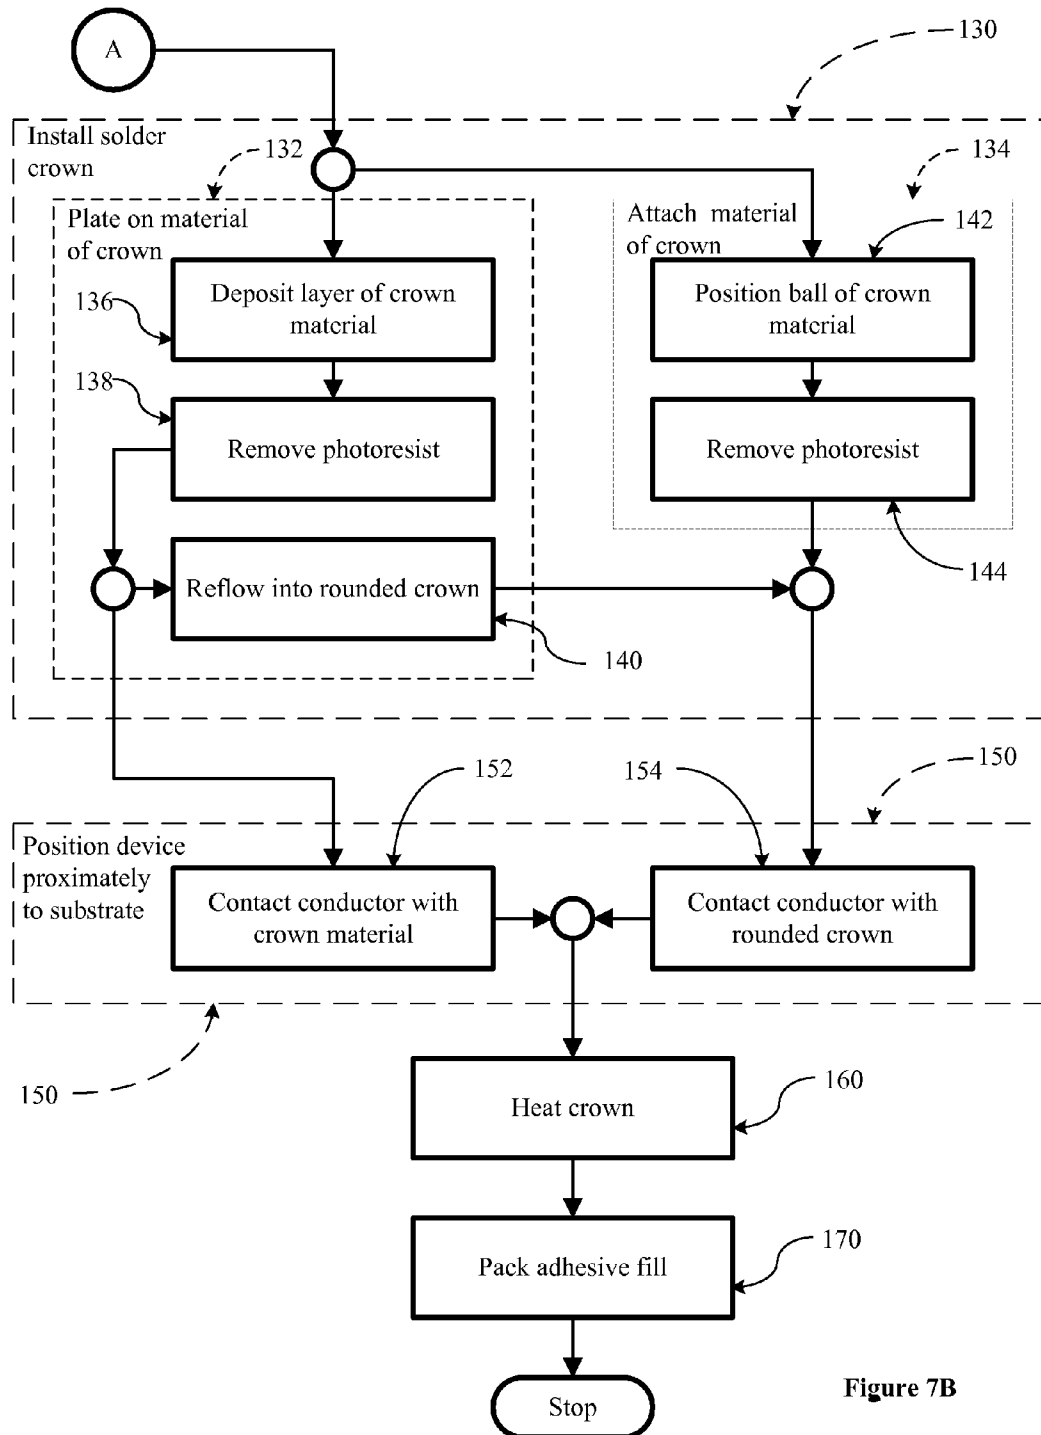 A
130
Install solder
crown
132
134
Plate on material
of crown
Attach material
of crown
142
Deposit layer of crown
material
Position ball of crown
material
136
138
Remove photoresist
Remove photoresist
Reflow into rounded crown
144
140
152
154
150
Position device
proximately
to substrate
Contact conductor with
crown material
Contact conductor with
rounded crown
150
Heat crown
160
Pack adhesive fill
170
Stop
Figure 7B